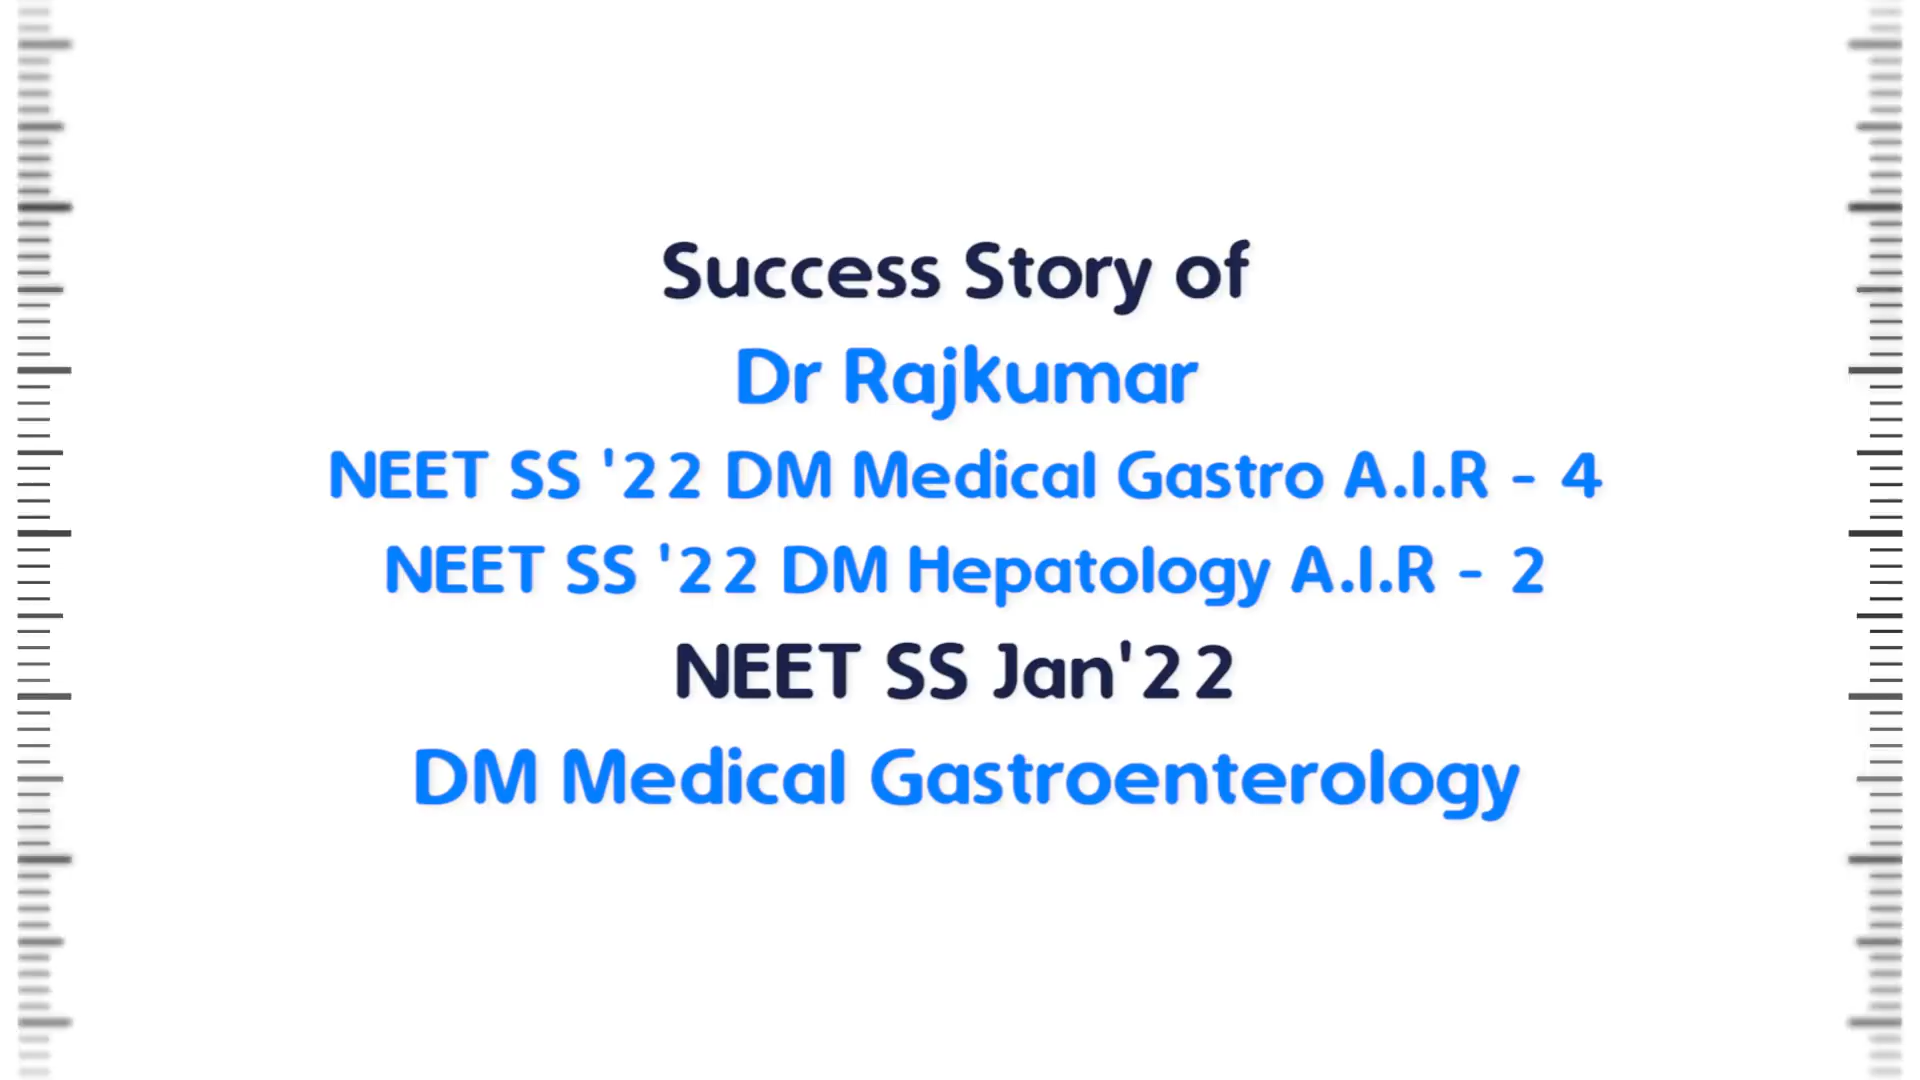 Success Story of
Dr Rajkumar
NEET SS '22 DM Medical Gastro A.I.R - 4
NEET SS '22 DM Hepatology A.I.R - 2
NEET SS Jan'22
DM Medical Gastroenterology